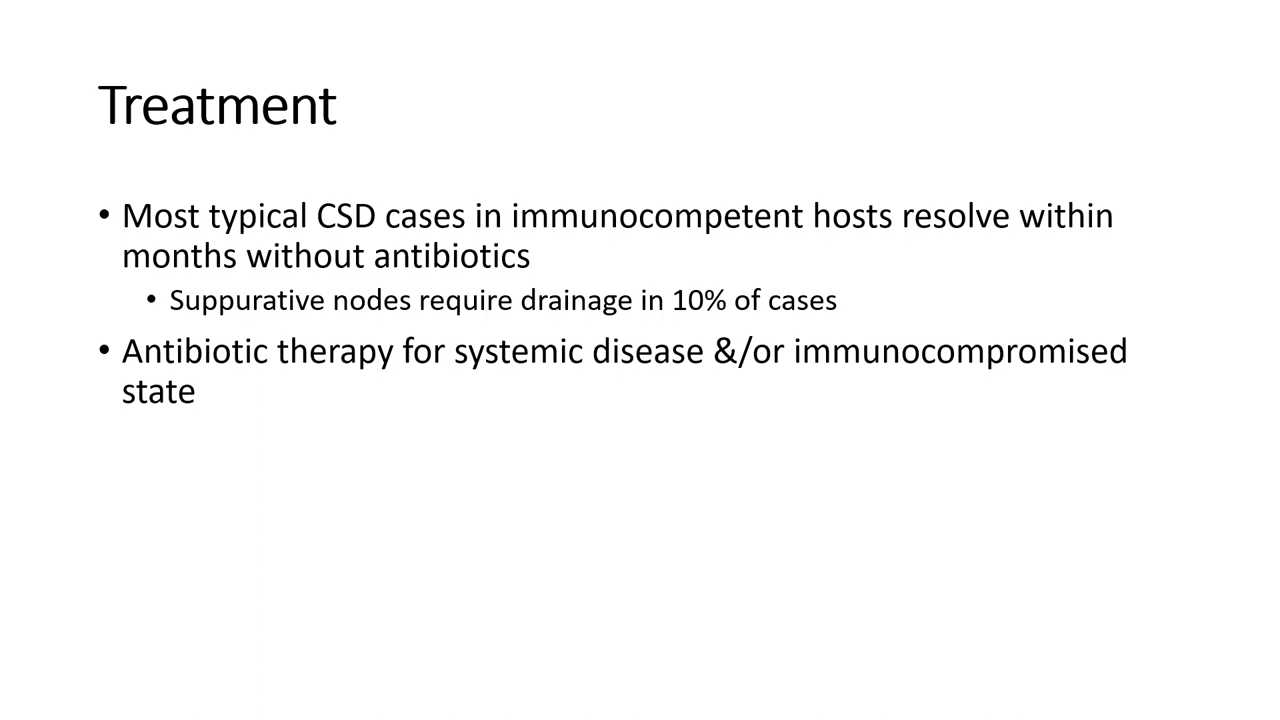 Treatment
• Most typical CSD cases in immunocompetent hosts resolve within
months without antibiotics
• Suppurative nodes require drainage in 10% of cases
• Antibiotic therapy for systemic disease &/or immunocompromised
state